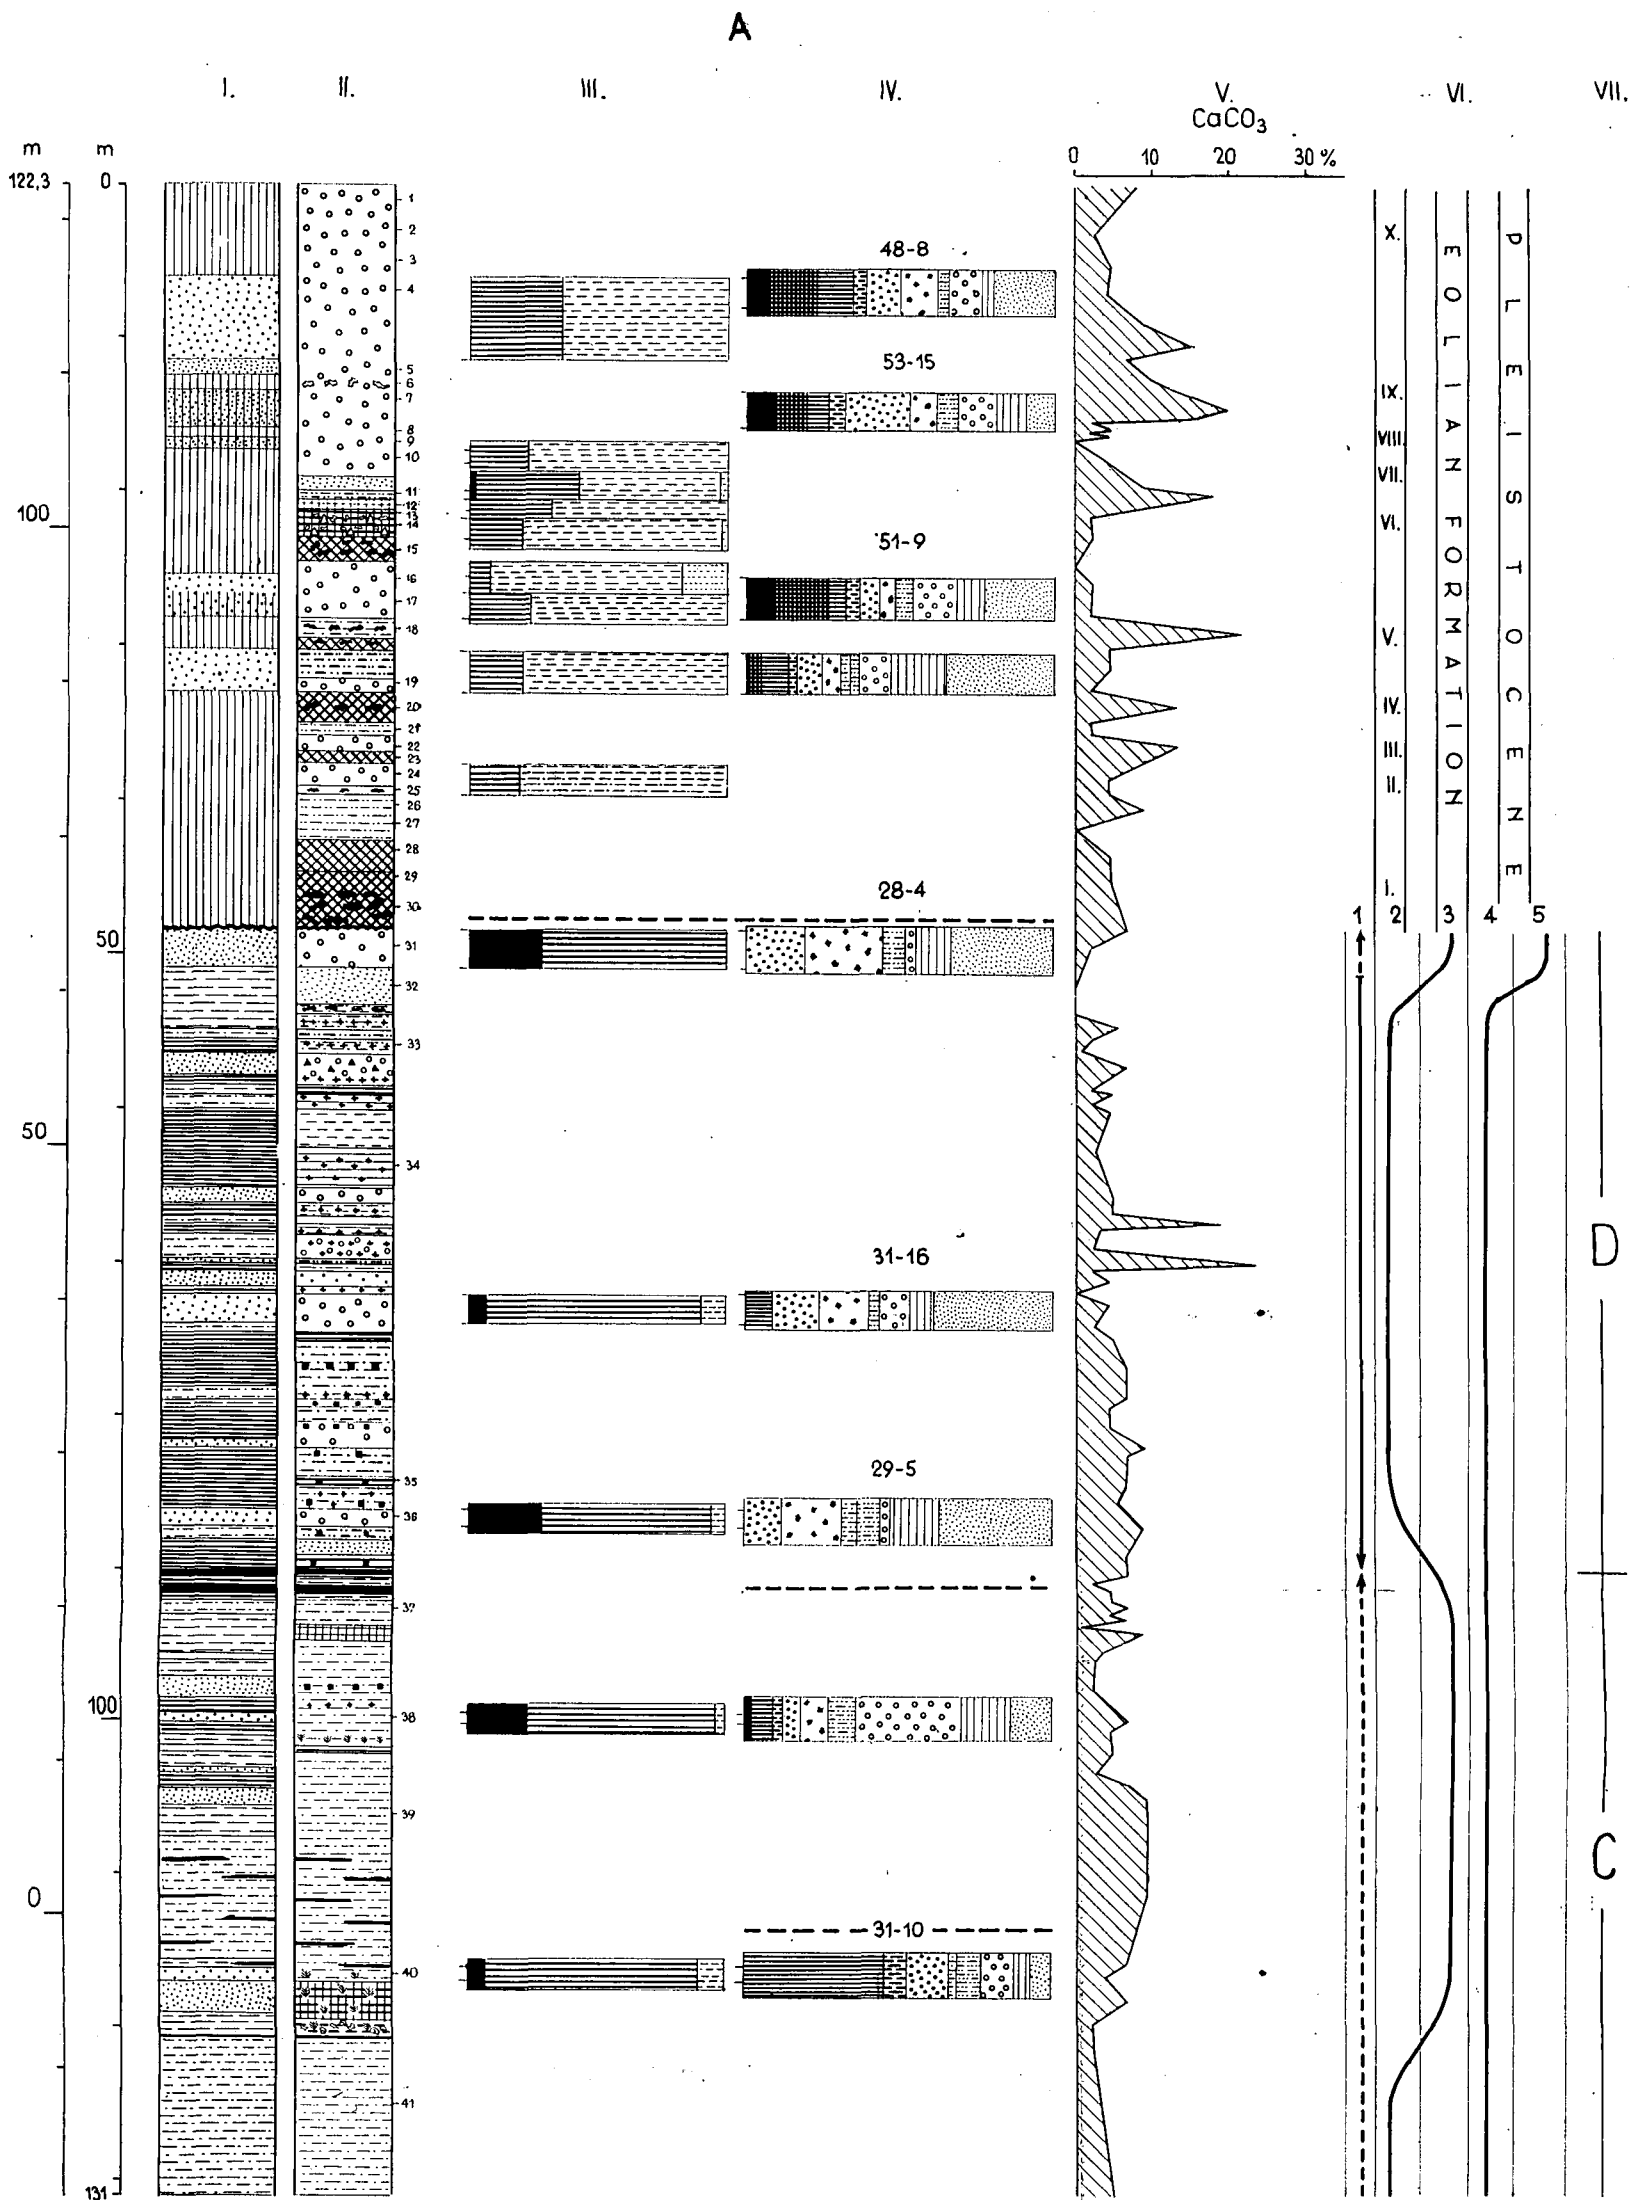 A
I. II. III. IV. V. VI. VII.
CaCO₃
m m
0 10 20 30 %
122,3 0
1
2
3
4
5
6
7
8
9
10
11
12
13
14
15
16
17
18
19
20
21
22
23
24
25
26
27
28
29
30
31
32
33
34
35
36
37
38
39
40
41
100
50
0
50
100
131
48-8
53-15
51-9
28-4
31-16
29-5
31-10
X.
IX.
VIII.
VII.
VI.
V.
IV.
III.
II.
I.
EOLIAN FORMATION
PLEISTOCENE
1 2 3 4 5
D
C